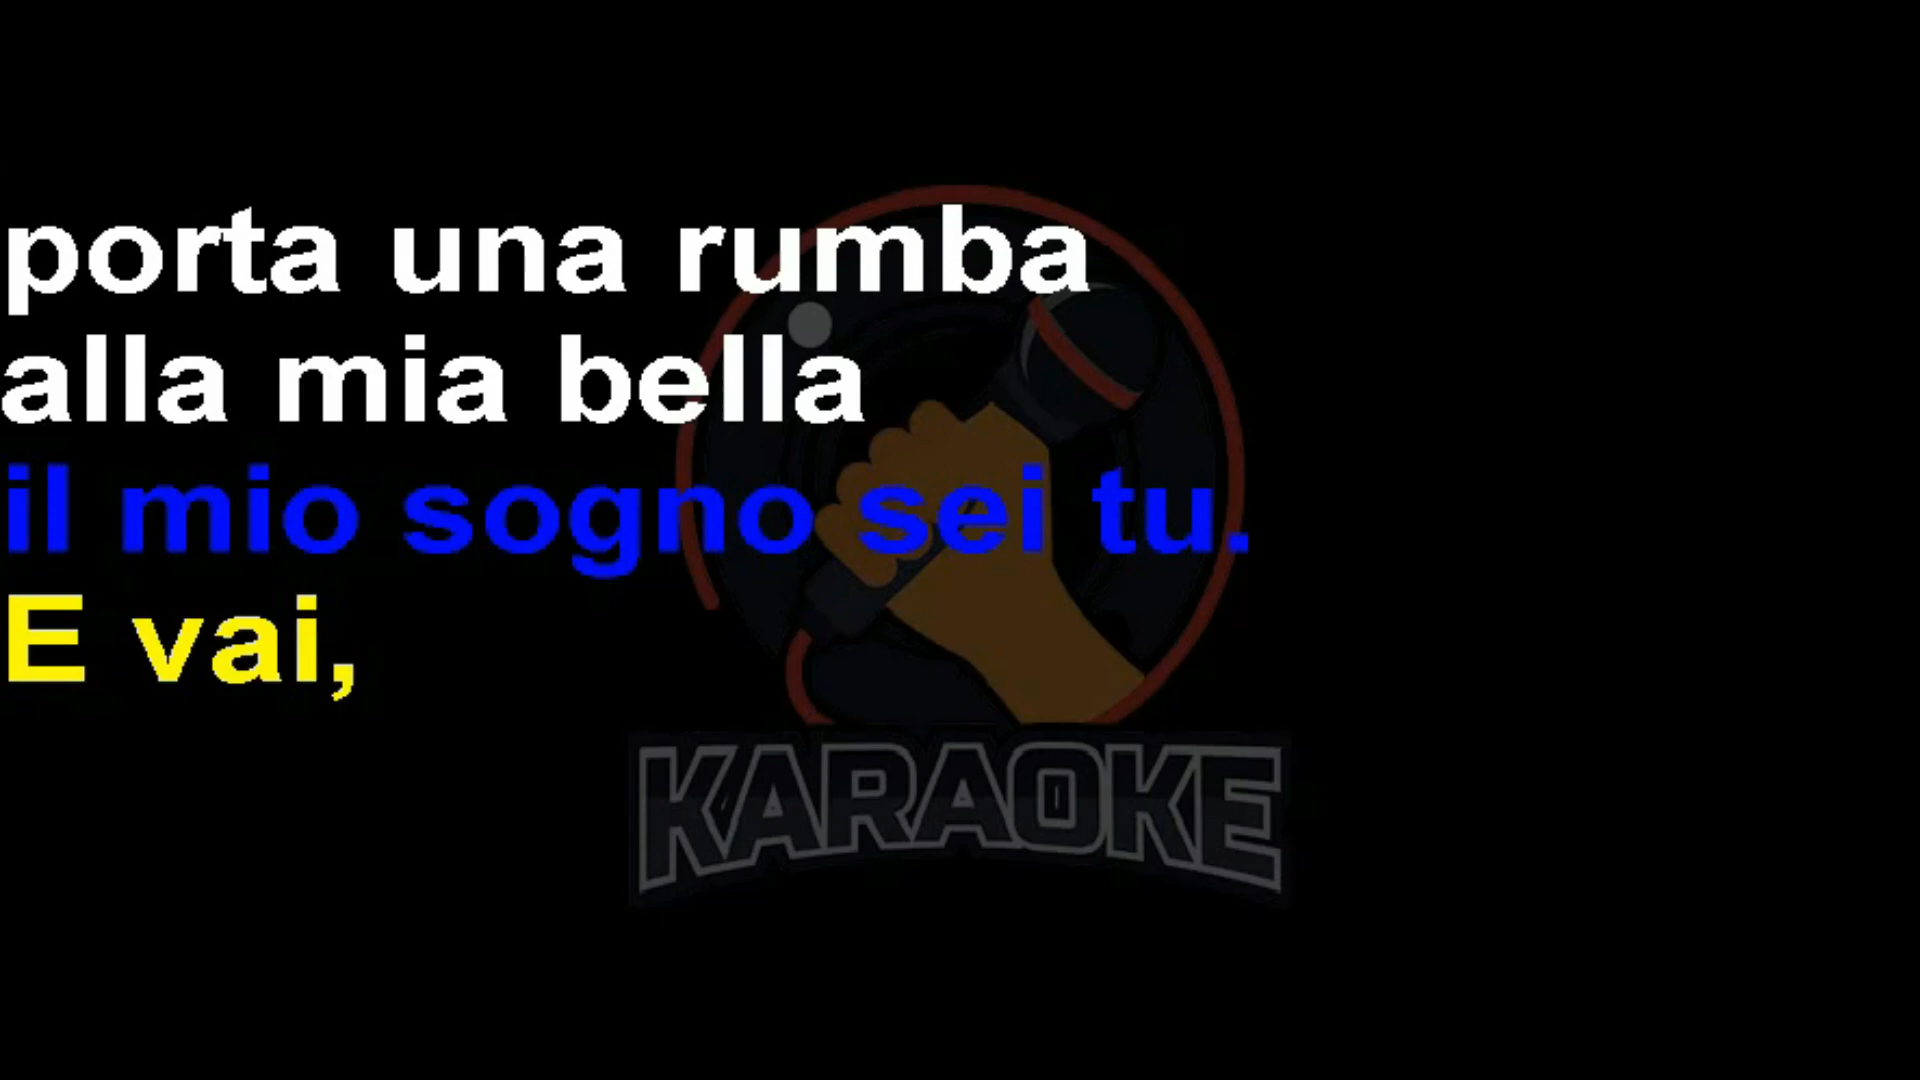 porta una rumba
alla mia bella
il mio sogno sei tu.
E vai,
KARAOKE